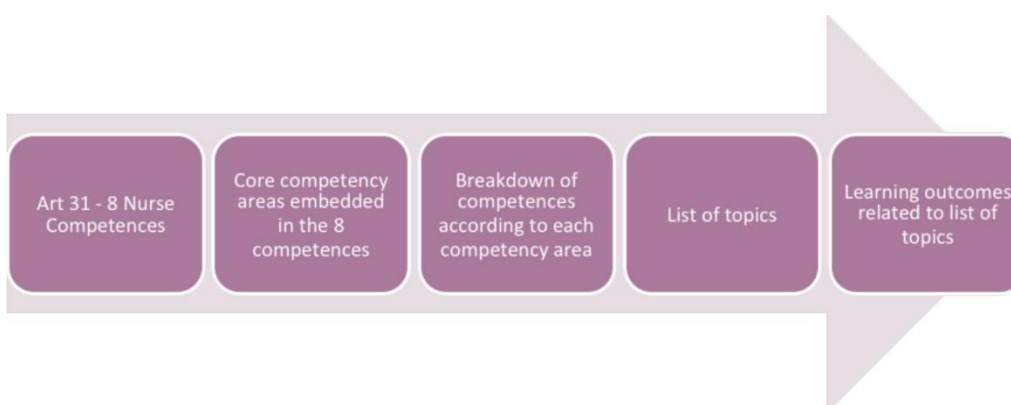 Art 31 - 8 Nurse
Competences
Core competency
areas embedded
in the 8
competences
Breakdown of
competences
according to each
competency area
List of topics
Learning outcomes
related to list of
topics